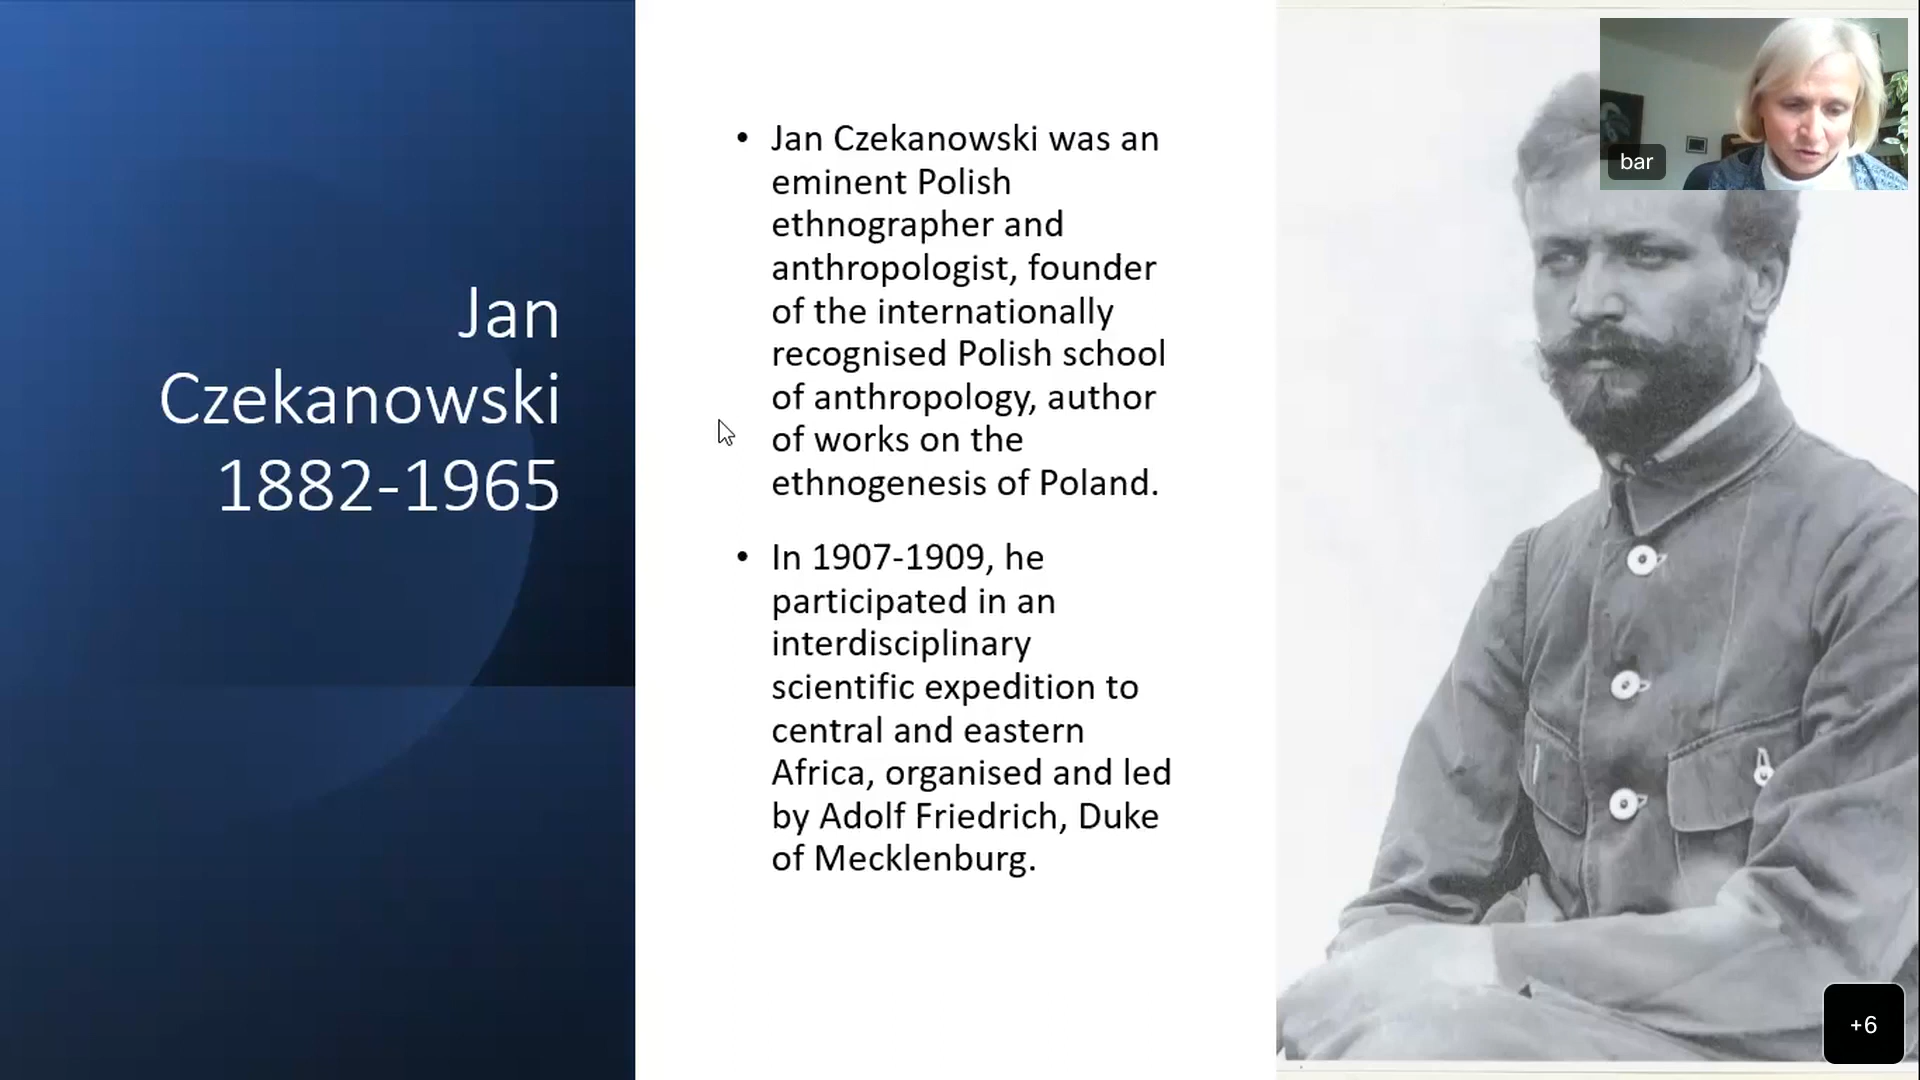 Jan
Czekanowski
1882-1965
• Jan Czekanowski was an
eminent Polish
ethnographer and
anthropologist, founder
of the internationally
recognised Polish school
of anthropology, author
of works on the
ethnogenesis of Poland.
• In 1907-1909, he
participated in an
interdisciplinary
scientific expedition to
central and eastern
Africa, organised and led
by Adolf Friedrich, Duke
of Mecklenburg.
bar
+6